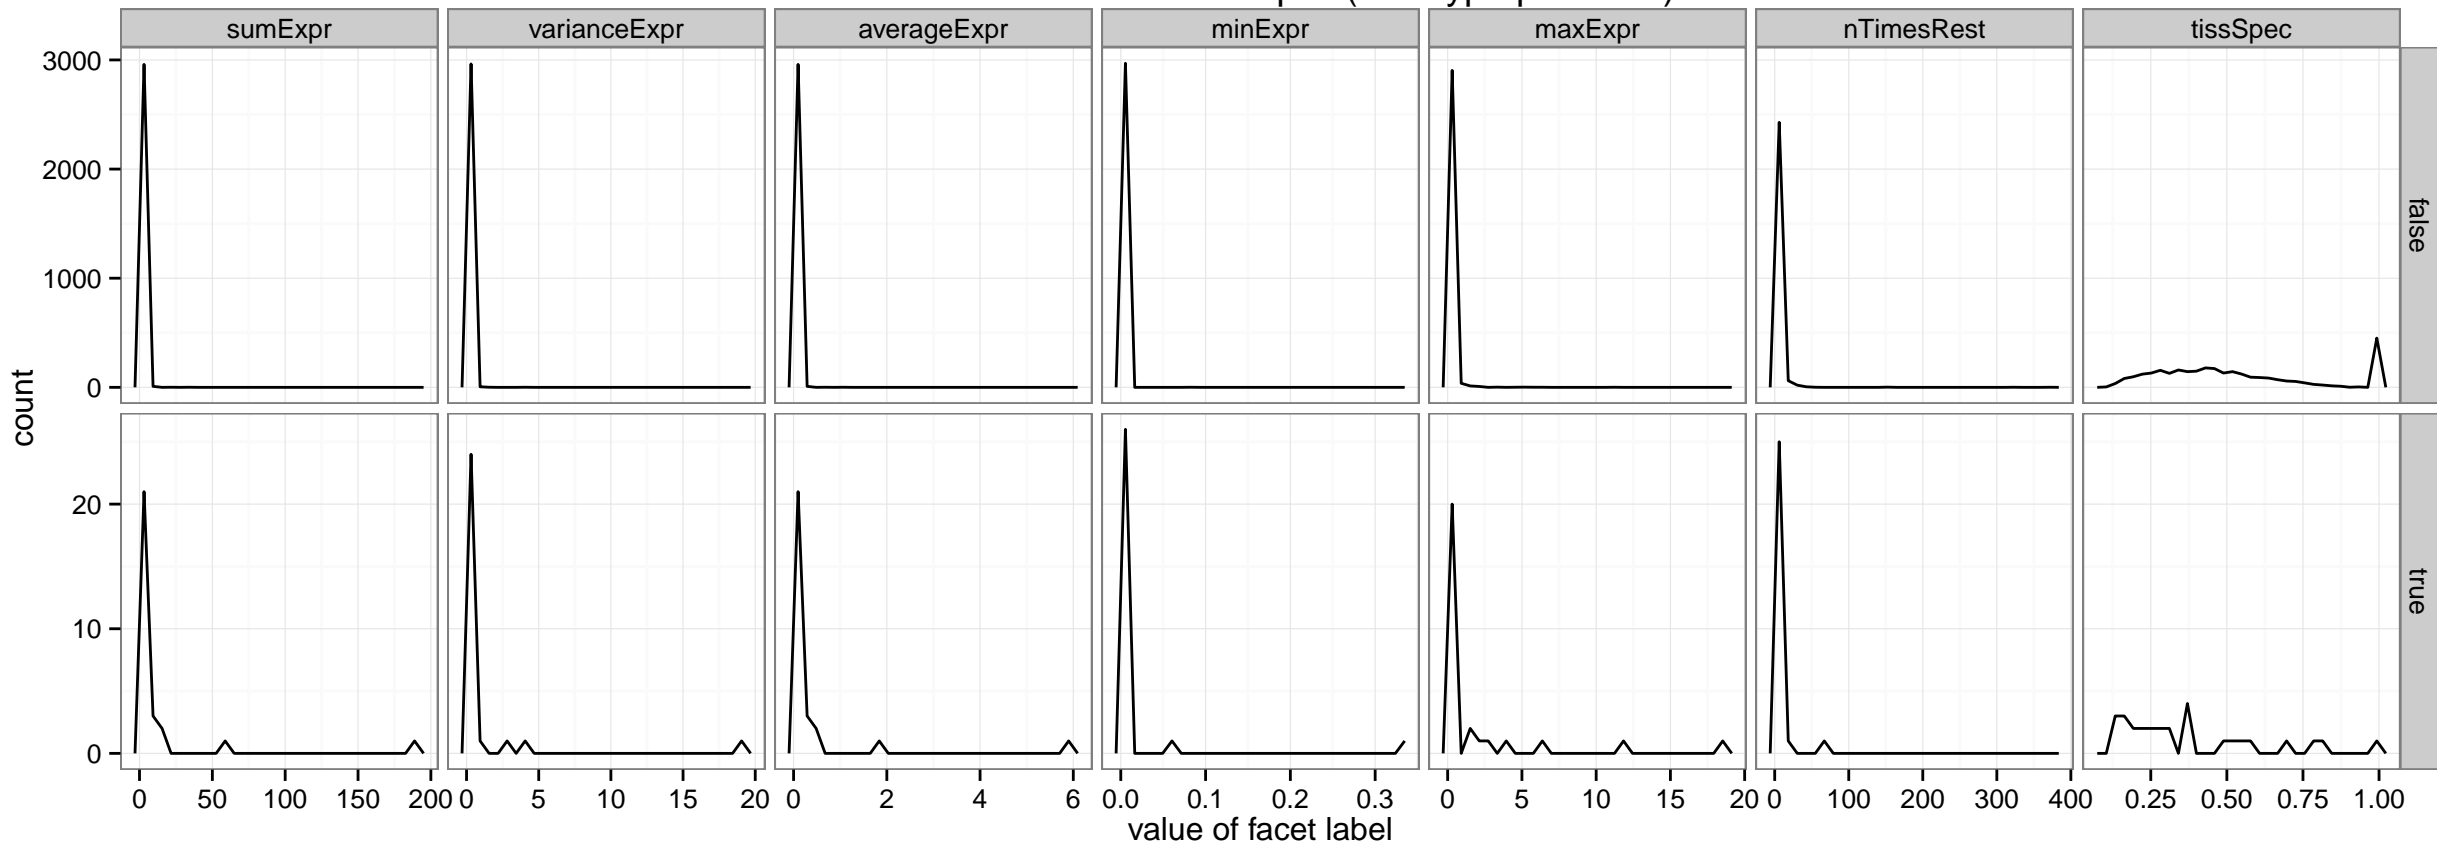 sumExpr varianceExpr averageExpr minExpr maxExpr nTimesRest tissSpec
3000
2000
1000
0
false
count
20
10
0
true
0 50 100 150 200 0 5 10 15 20 0 2 4 6 0.0 0.1 0.2 0.3 0 5 10 15 20 0 100 200 300 400 0.25 0.50 0.75 1.00
value of facet label